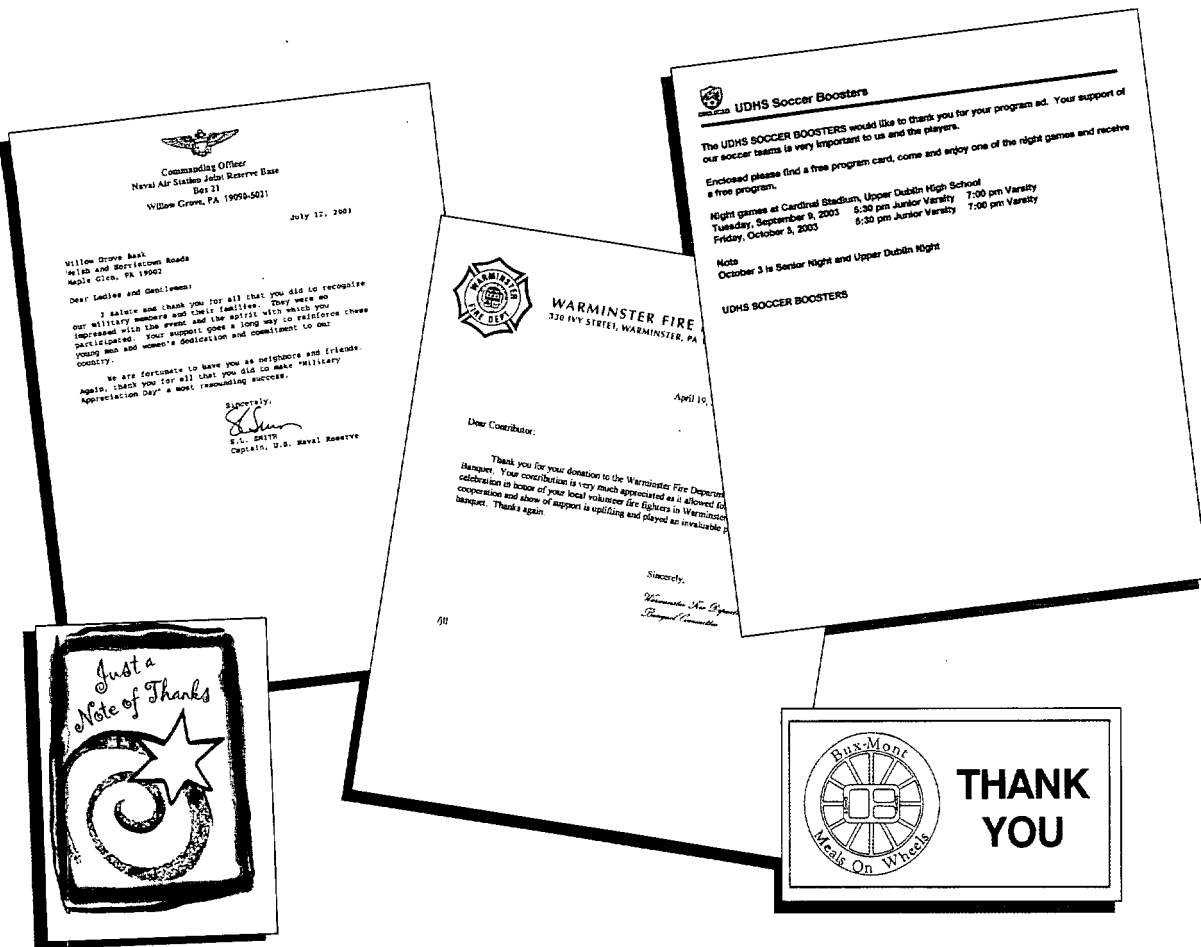 Commanding Officer
Naval Air Station Joint Reserve Base
Box 21
Willow Grove, PA 19090-5021
July 12, 2003
Willow Grove Bank
Welsh and Norristown Roads
Maple Glen, PA 19002
Dear Ladies and Gentlemen:
I salute and thank you for all that you did to recognize
our military members and their families. They were so
impressed with the event and the spirit with which you
participated. Your support goes a long way to reinforce these
young men and women's dedication and commitment to our
country.
We are fortunate to have you as neighbors and friends.
Again, thank you for all that you did to make "Military
Appreciation Day" a most resounding success.
Sincerely,
S.L. SMITH
Captain, U.S. Naval Reserve
WARMINSTER
FIRE DEPT
WARMINSTER FIRE
330 IVY STREET, WARMINSTER, PA
April 19,
Dear Contributor:
Thank you for your donation to the Warminster Fire Departm
Banquet. Your contribution is very much appreciated as it allowed fo
celebration in honor of your local volunteer fire fighters in Warminster
cooperation and show of support is uplifting and played an invaluable p
banquet. Thanks again
Sincerely,
Warminster Fire Departm
Banquet Committee
UDHS Soccer Boosters
The UDHS SOCCER BOOSTERS would like to thank you for your program ad. Your support of
our soccer teams is very important to us and the players.
Enclosed please find a free program card, come and enjoy one of the night games and receive
a free program.
Night games at Cardinal Stadium, Upper Dublin High School
Tuesday, September 9, 2003 5:30 pm Junior Varsity 7:00 pm Varsity
Friday, October 3, 2003 5:30 pm Junior Varsity 7:00 pm Varsity
Note
October 3 is Senior Night and Upper Dublin Night
UDHS SOCCER BOOSTERS
Just a
Note of Thanks
Bux-Mont
Meals On Wheels
THANK
YOU